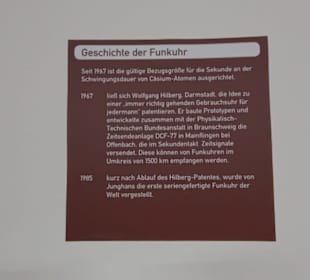 Geschichte der Funkuhr
Seit 1967 ist die gültige Bezugsgröße für die Sekunde an der
Schwingungsdauer von Cäsium-Atomen ausgerichtet.
1967 ließ sich Wolfgang Hilberg, Darmstadt, die Idee zu
einer „immer richtig gehenden Gebrauchsuhr für
jedermann“ patentieren. Er baute Prototypen und
entwickelte zusammen mit der Physikalisch-
Technischen Bundesanstalt in Braunschweig die
Zeitsendeanlage DCF-77 in Mainflingen bei
Offenbach, die im Sekundentakt Zeitsignale
versendet. Diese können von Funkuhren im
Umkreis von 1500 km empfangen werden.
1985 kurz nach Ablauf des Hilberg-Patentes, wurde von
Junghans die erste seriengefertigte Funkuhr der
Welt vorgestellt.